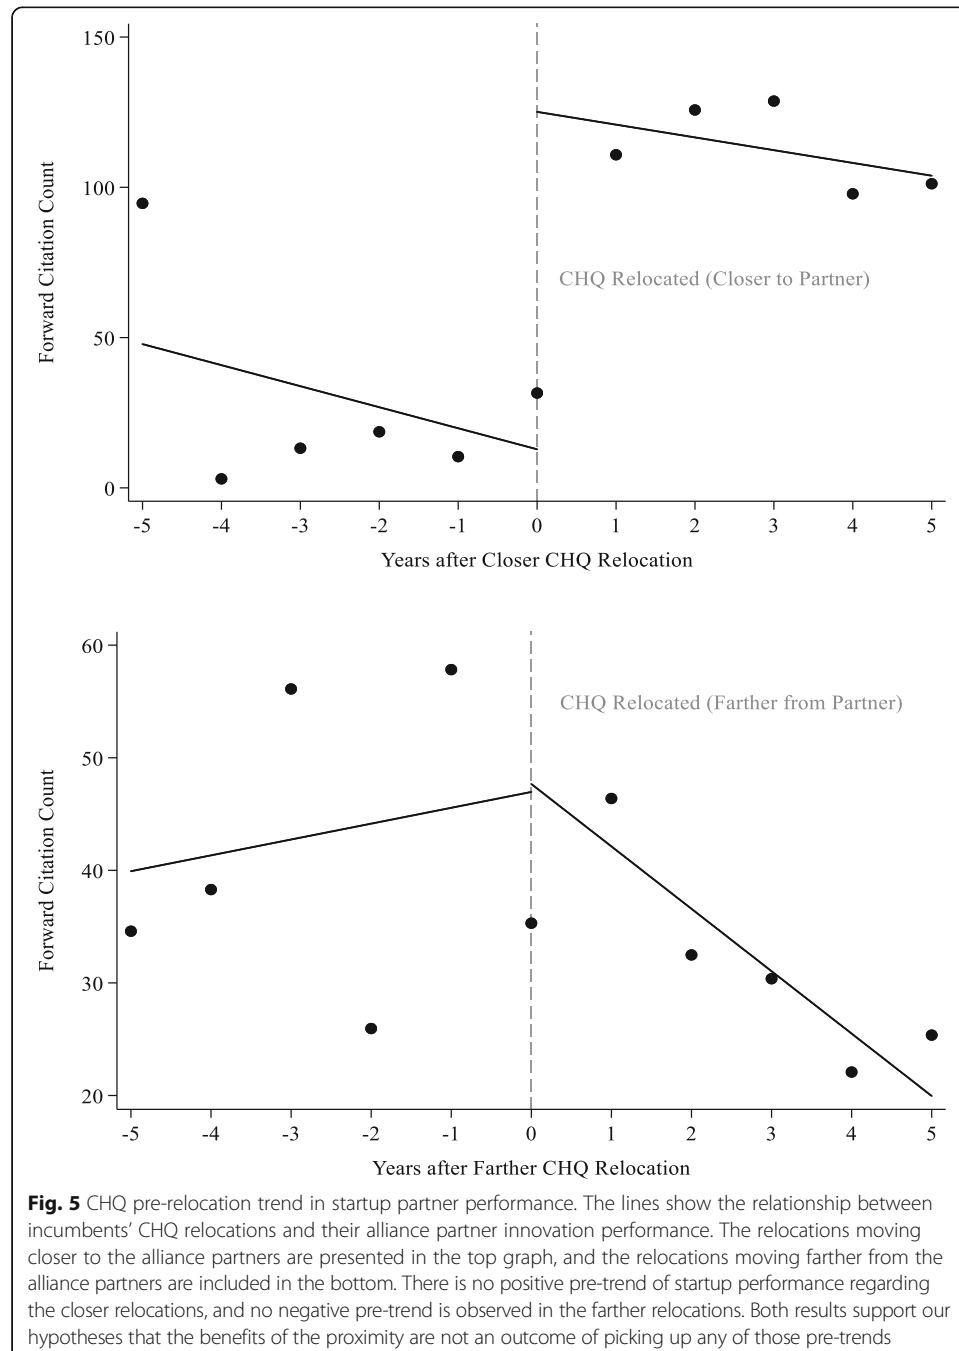 150
100
50
0
Forward Citation Count
CHQ Relocated (Closer to Partner)
-5 -4 -3 -2 -1 0 1 2 3 4 5
Years after Closer CHQ Relocation
60
50
40
30
20
Forward Citation Count
CHQ Relocated (Farther from Partner)
-5 -4 -3 -2 -1 0 1 2 3 4 5
Years after Farther CHQ Relocation
Fig. 5 CHQ pre-relocation trend in startup partner performance. The lines show the relationship between
incumbents’ CHQ relocations and their alliance partner innovation performance. The relocations moving
closer to the alliance partners are presented in the top graph, and the relocations moving farther from the
alliance partners are included in the bottom. There is no positive pre-trend of startup performance regarding
the closer relocations, and no negative pre-trend is observed in the farther relocations. Both results support our
hypotheses that the benefits of the proximity are not an outcome of picking up any of those pre-trends